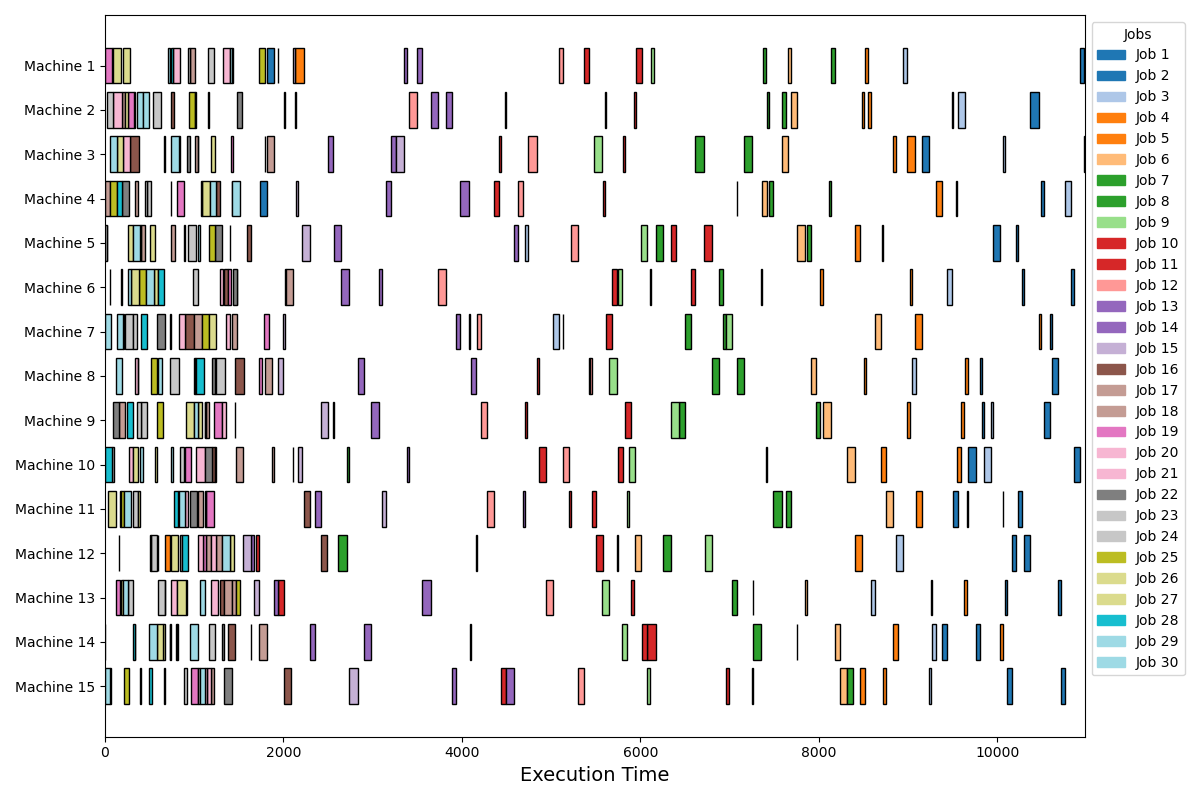 Machine 1
Machine 2
Machine 3
Machine 4
Machine 5
Machine 6
Machine 7
Machine 8
Machine 9
Machine 10
Machine 11
Machine 12
Machine 13
Machine 14
Machine 15
0 2000 4000 6000 8000 10000
Execution Time
Jobs
Job 1
Job 2
Job 3
Job 4
Job 5
Job 6
Job 7
Job 8
Job 9
Job 10
Job 11
Job 12
Job 13
Job 14
Job 15
Job 16
Job 17
Job 18
Job 19
Job 20
Job 21
Job 22
Job 23
Job 24
Job 25
Job 26
Job 27
Job 28
Job 29
Job 30